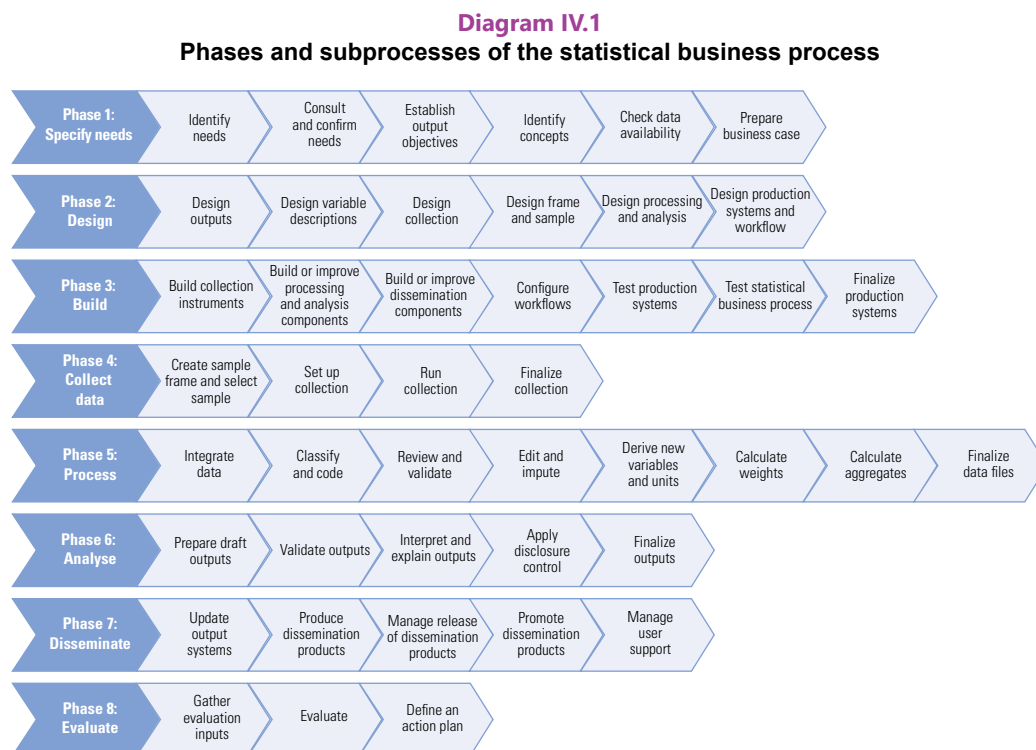 Diagram IV.1
Phases and subprocesses of the statistical business process
Phase 1:
Specify needs
Identify
needs
Consult
and confirm
needs
Establish
output
objectives
Identify
concepts
Check data
availability
Prepare
business case
Phase 2:
Design
Design
outputs
Design variable
descriptions
Design
collection
Design frame
and sample
Design processing
and analysis
Design production
systems and
workflow
Phase 3:
Build
Build collection
instruments
Build or improve
processing
and analysis
components
Build or improve
dissemination
components
Configure
workflows
Test production
systems
Test statistical
business process
Finalize
production
systems
Phase 4:
Collect
data
Create sample
frame and select
sample
Set up
collection
Run
collection
Finalize
collection
Phase 5:
Process
Integrate
data
Classify
and code
Review and
validate
Edit and
impute
Derive new
variables
and units
Calculate
weights
Calculate
aggregates
Finalize
data files
Phase 6:
Analyse
Prepare draft
outputs
Validate outputs
Interpret and
explain outputs
Apply
disclosure
control
Finalize
outputs
Phase 7:
Disseminate
Update
output
systems
Produce
dissemination
products
Manage release
of dissemination
products
Promote
dissemination
products
Manage
user
support
Phase 8:
Evaluate
Gather
evaluation
inputs
Evaluate
Define an
action plan